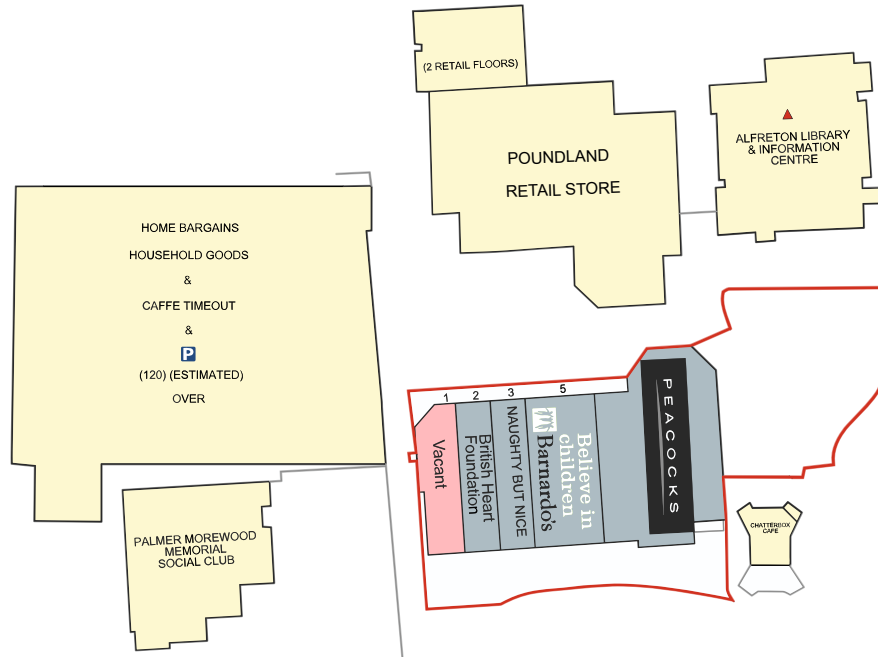 (2 RETAIL FLOORS)
POUNDLAND
RETAIL STORE
ALFRETON LIBRARY
& INFORMATION
CENTRE
HOME BARGAINS
HOUSEHOLD GOODS
&
CAFFE TIMEOUT
&
P
(120) (ESTIMATED)
OVER
PALMER MOREWOOD
MEMORIAL
SOCIAL CLUB
1
2
3
5
Vacant
British Heart
Foundation
NAUGHTY BUT NICE
Believe in
children
Barnardo's
PEACOCKS
CHATTERBOX
CAFE